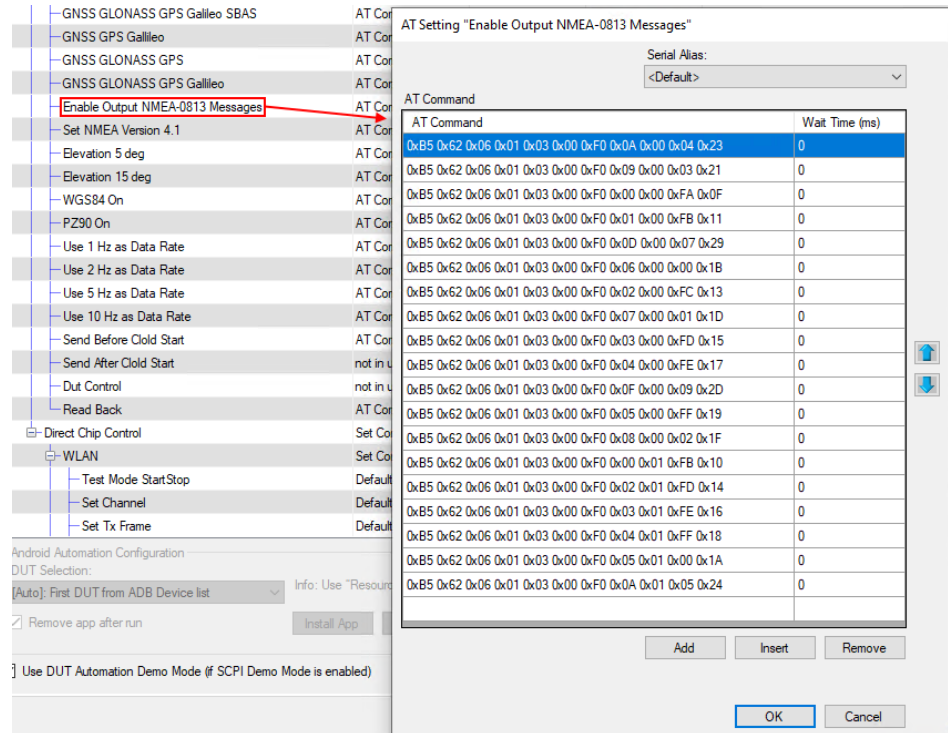 GNSS GLONASS GPS Galileo SBAS AT Cor
GNSS GPS Gallileo AT Cor
GNSS GLONASS GPS AT Cor
GNSS GLONASS GPS Gallileo AT Cor
Enable Output NMEA-0813 Messages AT Cor
Set NMEA Version 4.1 AT Cor
Elevation 5 deg AT Cor
Elevation 15 deg AT Cor
WGS84 On AT Cor
PZ90 On AT Cor
Use 1 Hz as Data Rate AT Cor
Use 2 Hz as Data Rate AT Cor
Use 5 Hz as Data Rate AT Cor
Use 10 Hz as Data Rate AT Cor
Send Before Clold Start AT Cor
Send After Clold Start not in u
Dut Control not in u
Read Back AT Cor
Direct Chip Control Set Co
WLAN Set Co
Test Mode StartStop Default
Set Channel Default
Set Tx Frame Default
Android Automation Configuration
DUT Selection:
[Auto]: First DUT from ADB Device list
Info: Use "Resourc
Remove app after run
Install App
Use DUT Automation Demo Mode (if SCPI Demo Mode is enabled)
AT Setting "Enable Output NMEA-0813 Messages"
Serial Alias:
<Default>
AT Command
AT Command Wait Time (ms)
0xB5 0x62 0x06 0x01 0x03 0x00 0xF0 0x0A 0x00 0x04 0x23 0
0xB5 0x62 0x06 0x01 0x03 0x00 0xF0 0x09 0x00 0x03 0x21 0
0xB5 0x62 0x06 0x01 0x03 0x00 0xF0 0x00 0x00 0xFA 0x0F 0
0xB5 0x62 0x06 0x01 0x03 0x00 0xF0 0x01 0x00 0xFB 0x11 0
0xB5 0x62 0x06 0x01 0x03 0x00 0xF0 0x0D 0x00 0x07 0x29 0
0xB5 0x62 0x06 0x01 0x03 0x00 0xF0 0x06 0x00 0x00 0x1B 0
0xB5 0x62 0x06 0x01 0x03 0x00 0xF0 0x02 0x00 0xFC 0x13 0
0xB5 0x62 0x06 0x01 0x03 0x00 0xF0 0x07 0x00 0x01 0x1D 0
0xB5 0x62 0x06 0x01 0x03 0x00 0xF0 0x03 0x00 0xFD 0x15 0
0xB5 0x62 0x06 0x01 0x03 0x00 0xF0 0x04 0x00 0xFE 0x17 0
0xB5 0x62 0x06 0x01 0x03 0x00 0xF0 0x0F 0x00 0x09 0x2D 0
0xB5 0x62 0x06 0x01 0x03 0x00 0xF0 0x05 0x00 0xFF 0x19 0
0xB5 0x62 0x06 0x01 0x03 0x00 0xF0 0x08 0x00 0x02 0x1F 0
0xB5 0x62 0x06 0x01 0x03 0x00 0xF0 0x00 0x01 0xFB 0x10 0
0xB5 0x62 0x06 0x01 0x03 0x00 0xF0 0x02 0x01 0xFD 0x14 0
0xB5 0x62 0x06 0x01 0x03 0x00 0xF0 0x03 0x01 0xFE 0x16 0
0xB5 0x62 0x06 0x01 0x03 0x00 0xF0 0x04 0x01 0xFF 0x18 0
0xB5 0x62 0x06 0x01 0x03 0x00 0xF0 0x05 0x01 0x00 0x1A 0
0xB5 0x62 0x06 0x01 0x03 0x00 0xF0 0x0A 0x01 0x05 0x24 0
Add Insert Remove
OK Cancel